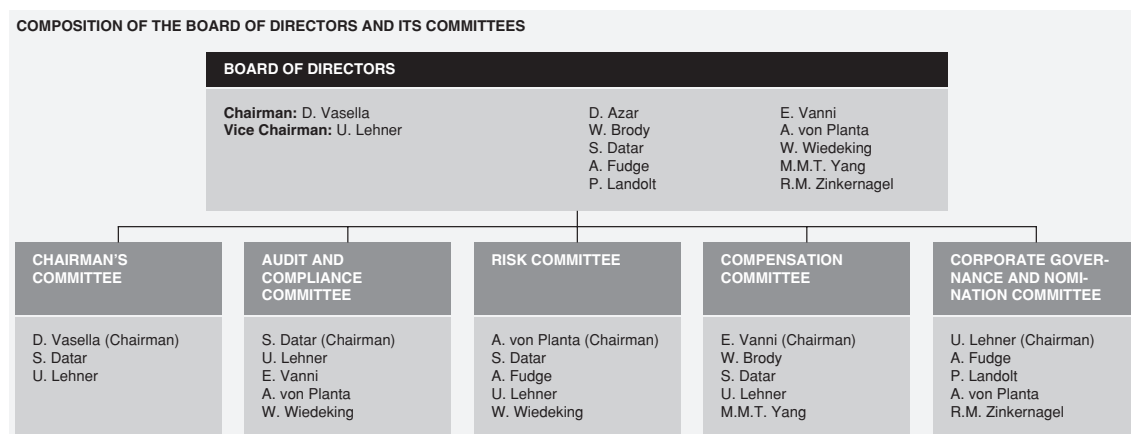 COMPOSITION OF THE BOARD OF DIRECTORS AND ITS COMMITTEES
BOARD OF DIRECTORS
Chairman: D. Vasella
Vice Chairman: U. Lehner
D. Azar
W. Brody
S. Datar
A. Fudge
P. Landolt
E. Vanni
A. von Planta
W. Wiedeking
M.M.T. Yang
R.M. Zinkernagel
CHAIRMAN'S
COMMITTEE
D. Vasella (Chairman)
S. Datar
U. Lehner
AUDIT AND
COMPLIANCE
COMMITTEE
S. Datar (Chairman)
U. Lehner
E. Vanni
A. von Planta
W. Wiedeking
RISK COMMITTEE
A. von Planta (Chairman)
S. Datar
A. Fudge
U. Lehner
W. Wiedeking
COMPENSATION
COMMITTEE
E. Vanni (Chairman)
W. Brody
S. Datar
U. Lehner
M.M.T. Yang
CORPORATE GOVER-
NANCE AND NOMI-
NATION COMMITTEE
U. Lehner (Chairman)
A. Fudge
P. Landolt
A. von Planta
R.M. Zinkernagel